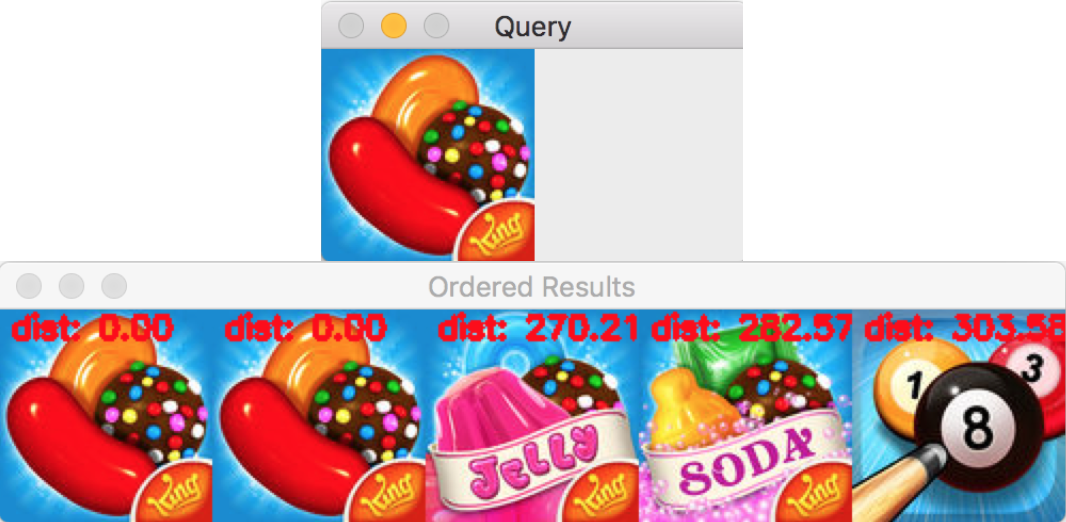 Query
King
Ordered Results
dist: 0.00
dist: 0.00
dist: 270.21
dist: 282.57
dist: 303.58
1
3
8
JELLY
SODA
King
King
King
King